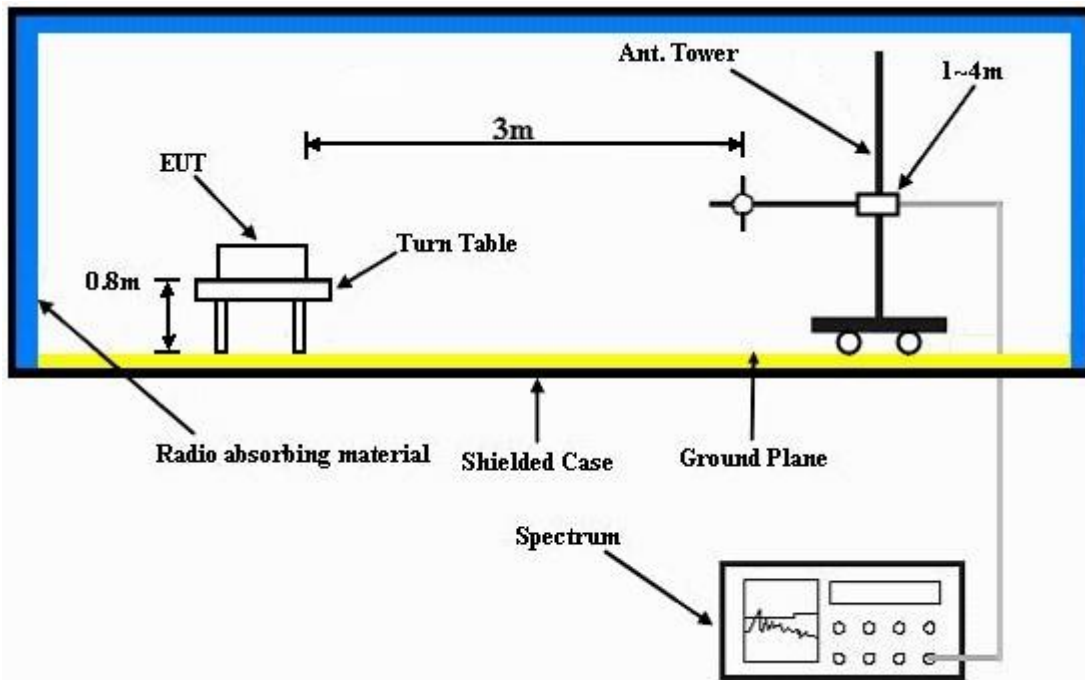 Ant. Tower
1~4m
3m
EUT
Turn Table
0.8m
Radio absorbing material
Shielded Case
Ground Plane
Spectrum